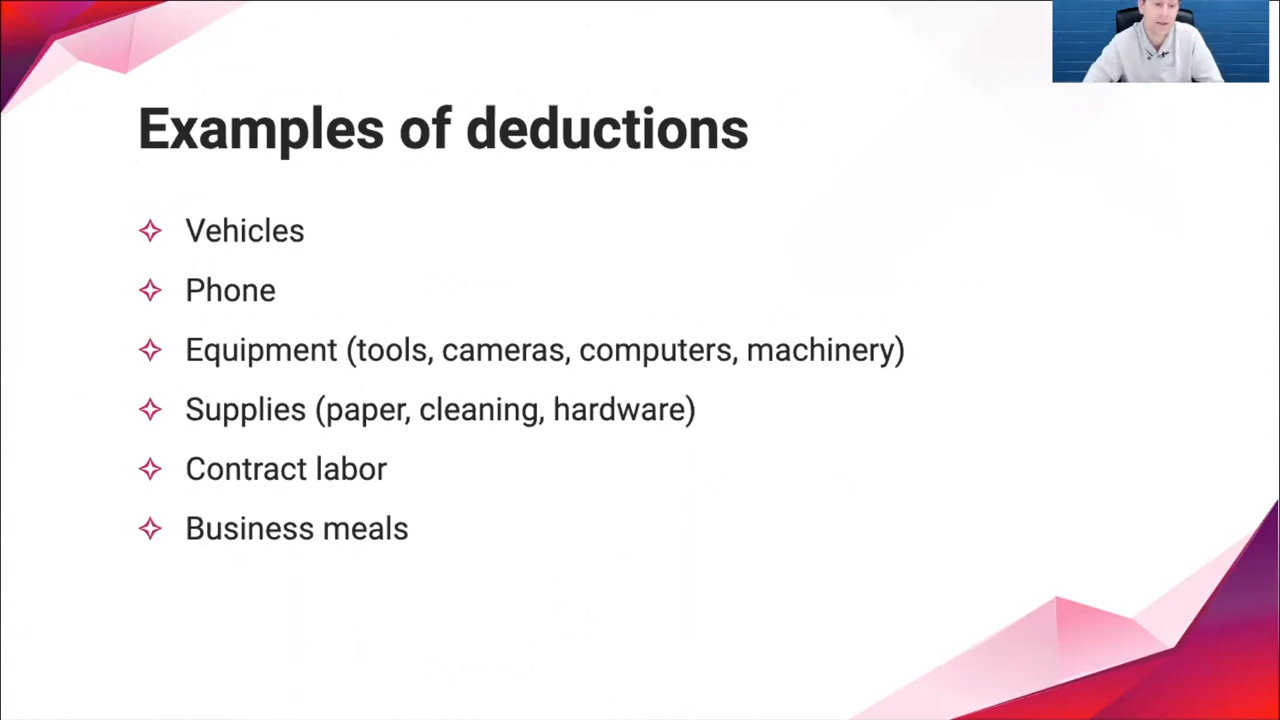 Examples of deductions
Vehicles
Phone
Equipment (tools, cameras, computers, machinery)
Supplies (paper, cleaning, hardware)
Contract labor
Business meals